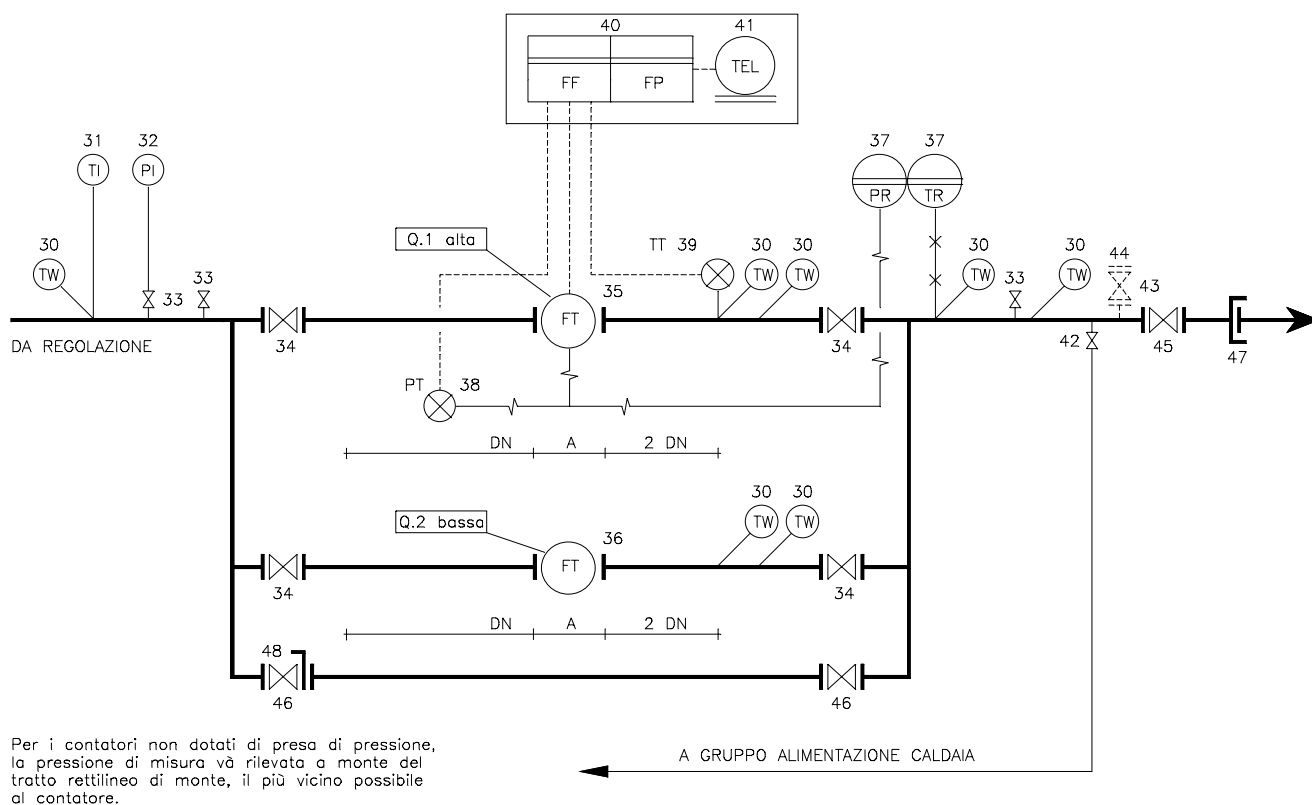 40 41
TEL
FF FP
31 32 37 37
TI PI PR TR
30 Q.1 alta TT 39 30 30 30 30 44
TW 33 33 35 TW TW TW 33 TW 43
FT
DA REGOLAZIONE 34 34 42 45 47
PT 38
DN A 2 DN
30 30
Q.2 bassa 36 TW TW
FT
34 34
DN A 2 DN
48
46 46
Per i contatori non dotati di presa di pressione,
la pressione di misura và rilevata a monte del
tratto rettilineo di monte, il più vicino possibile
al contatore.
A GRUPPO ALIMENTAZIONE CALDAIA